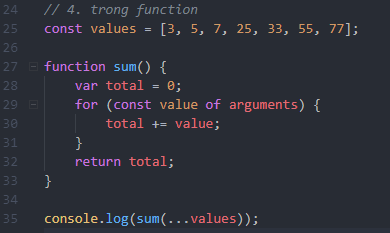 24 // 4. trong function
25 const values = [3, 5, 7, 25, 33, 55, 77];
26
27 function sum() {
28     var total = 0;
29     for (const value of arguments) {
30         total += value;
31     }
32     return total;
33 }
34
35 console.log(sum(...values));